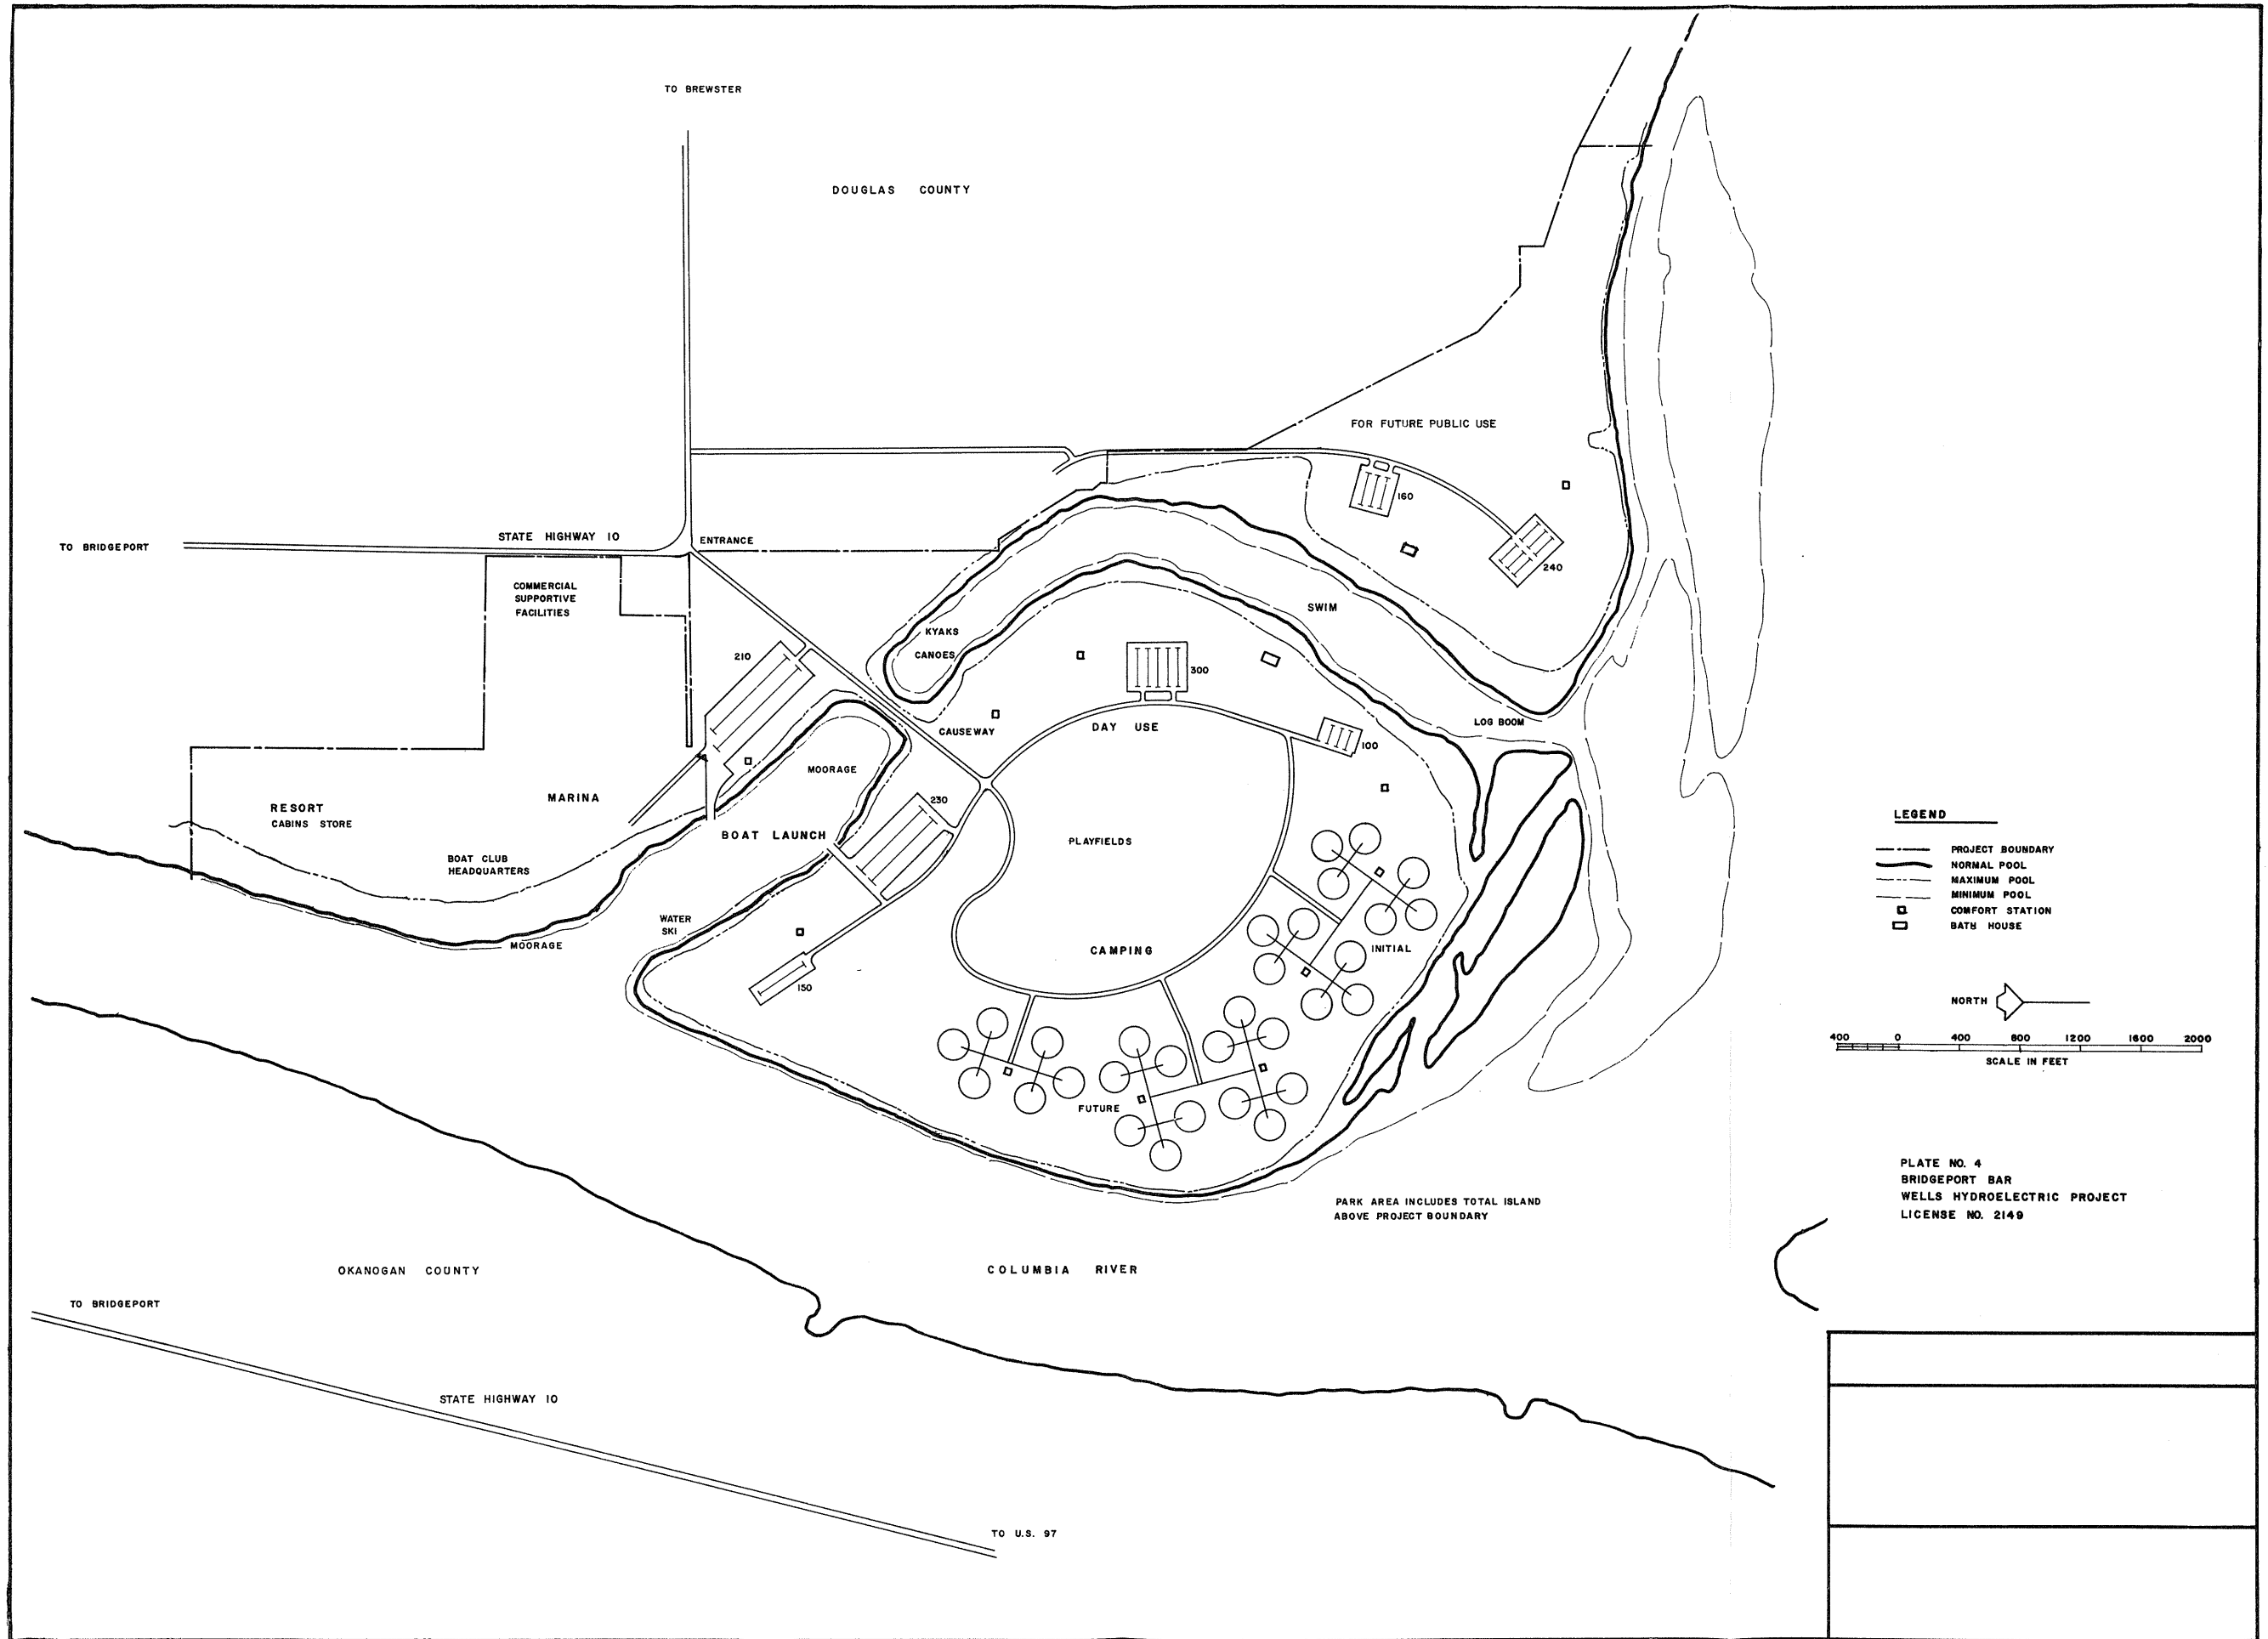 TO BREWSTER
DOUGLAS COUNTY
FOR FUTURE PUBLIC USE
160
STATE HIGHWAY 10
ENTRANCE
TO BRIDGEPORT
240
COMMERCIAL
SUPPORTIVE
FACILITIES
SWIM
KYAKS
CANOES
210
300
LOG BOOM
CAUSEWAY
DAY USE
100
MOORAGE
MARINA
230
RESORT
CABINS STORE
BOAT LAUNCH
PLAYFIELDS
BOAT CLUB
HEADQUARTERS
WATER
SKI
MOORAGE
CAMPING
INITIAL
150
FUTURE
LEGEND
PROJECT BOUNDARY
NORMAL POOL
MAXIMUM POOL
MINIMUM POOL
COMFORT STATION
BATH HOUSE
NORTH
400 0 400 800 1200 1600 2000
SCALE IN FEET
PLATE NO. 4
BRIDGEPORT BAR
WELLS HYDROELECTRIC PROJECT
LICENSE NO. 2149
PARK AREA INCLUDES TOTAL ISLAND
ABOVE PROJECT BOUNDARY
OKANOGAN COUNTY
COLUMBIA RIVER
TO BRIDGEPORT
STATE HIGHWAY 10
TO U.S. 97